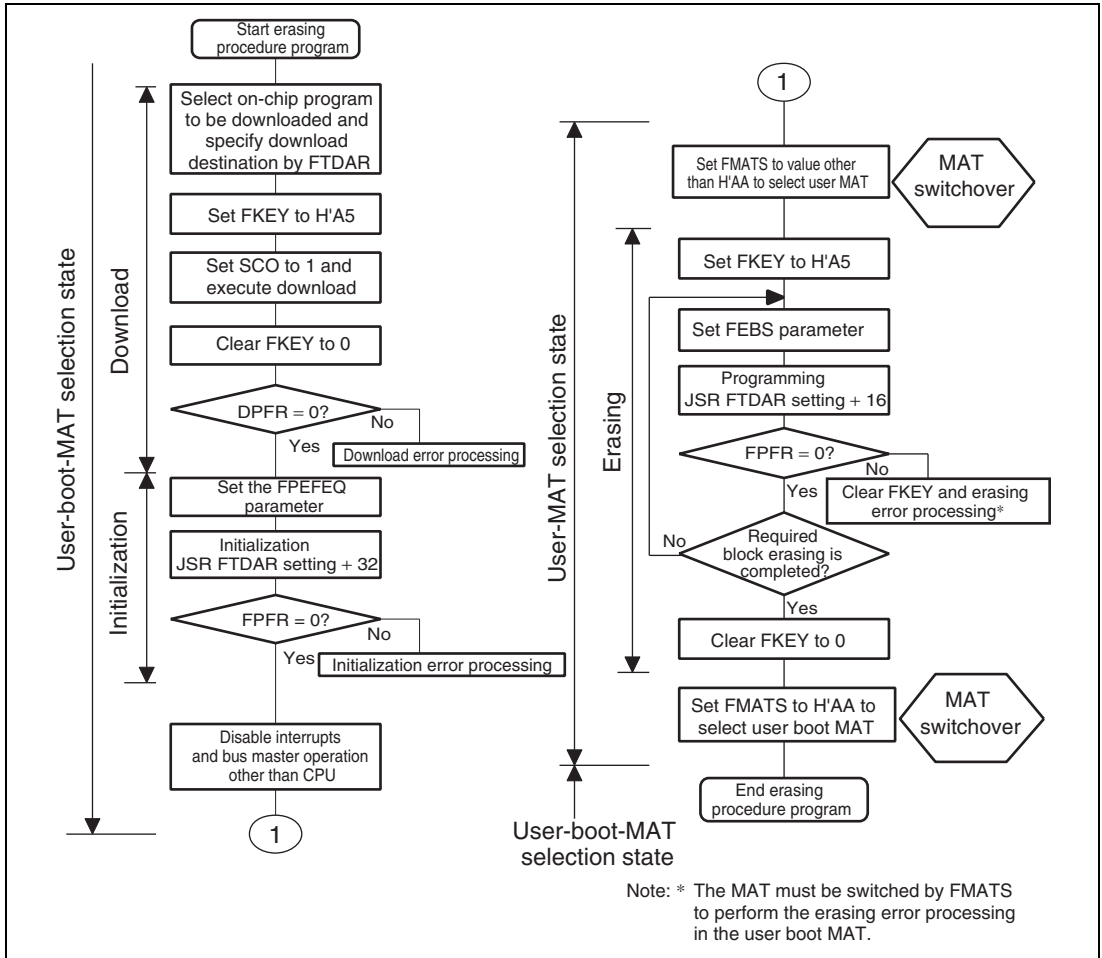 Start erasing
procedure program
Select on-chip program
to be downloaded and
specify download
destination by FTDAR
Set FKEY to H'A5
Set SCO to 1 and
execute download
Clear FKEY to 0
DPFR = 0?
No
Yes
Download error processing
Set the FPEFEQ
parameter
Initialization
JSR FTDAR setting + 32
FPFR = 0?
No
Yes
Initialization error processing
Disable interrupts
and bus master operation
other than CPU
1
User-boot-MAT selection state
Download
Initialization
1
Set FMATS to value other
than H'AA to select user MAT
MAT
switchover
Set FKEY to H'A5
Set FEBS parameter
Programming
JSR FTDAR setting + 16
FPFR = 0?
No
Yes
Clear FKEY and erasing
error processing*
Required
block erasing is
completed?
No
Yes
Clear FKEY to 0
Set FMATS to H'AA to
select user boot MAT
MAT
switchover
End erasing
procedure program
User-MAT selection state
Erasing
User-boot-MAT
selection state
Note: * The MAT must be switched by FMATS
to perform the erasing error processing
in the user boot MAT.